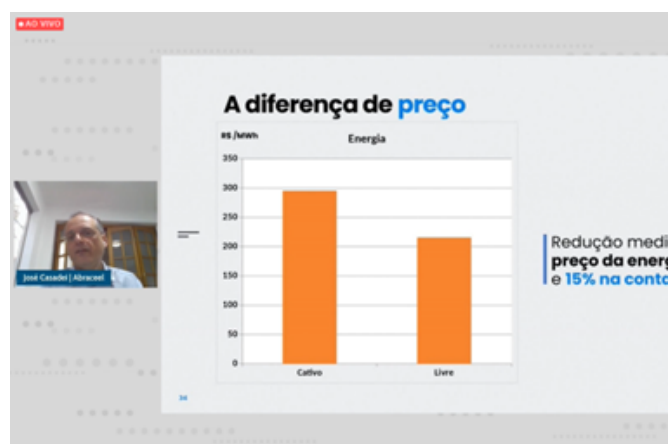 AO VIVO
A diferença de preço
R$ /MWh
Energia
350
300
250
200
150
100
50
0
Cativo
Livre
José Casadei | Abraceel
Redução medi
preço da energ
e 15% na conta
34